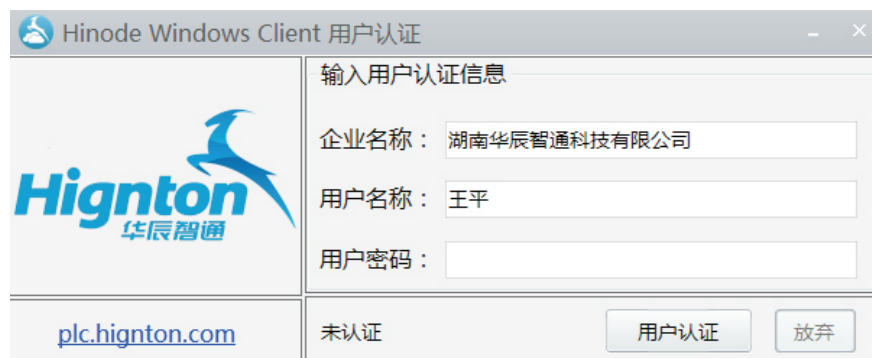 Hinode Windows Client 用户认证
输入用户认证信息
企业名称： 湖南华辰智通科技有限公司
用户名称： 王平
用户密码：
Hignton
华辰智通
plc.hignton.com
未认证 用户认证 放弃